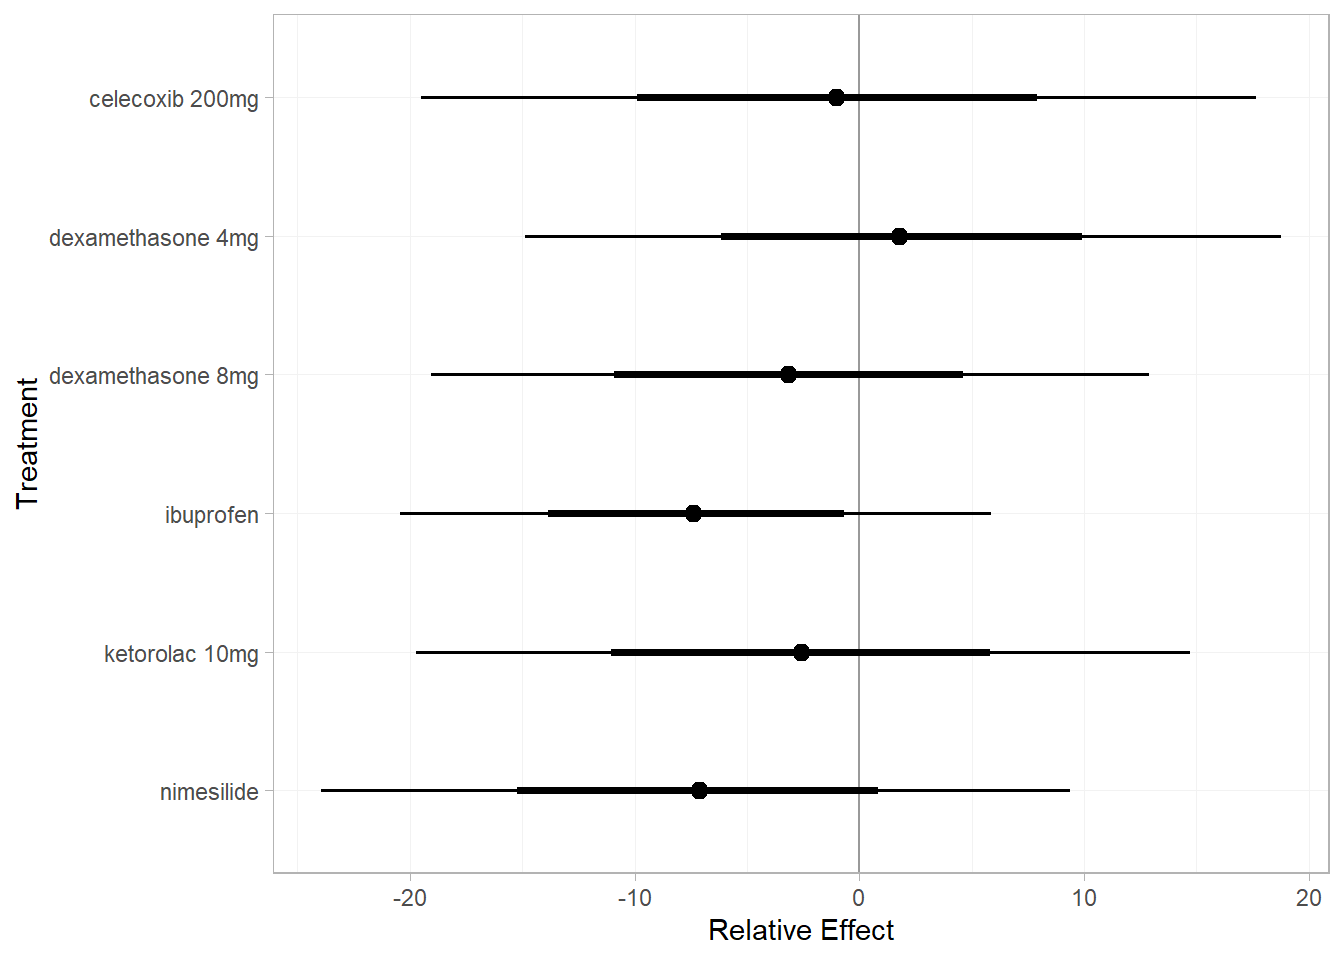 celecoxib 200mg
dexamethasone 4mg
dexamethasone 8mg
ibuprofen
ketorolac 10mg
nimesilide
Treatment
-20 -10 0 10 20
Relative Effect